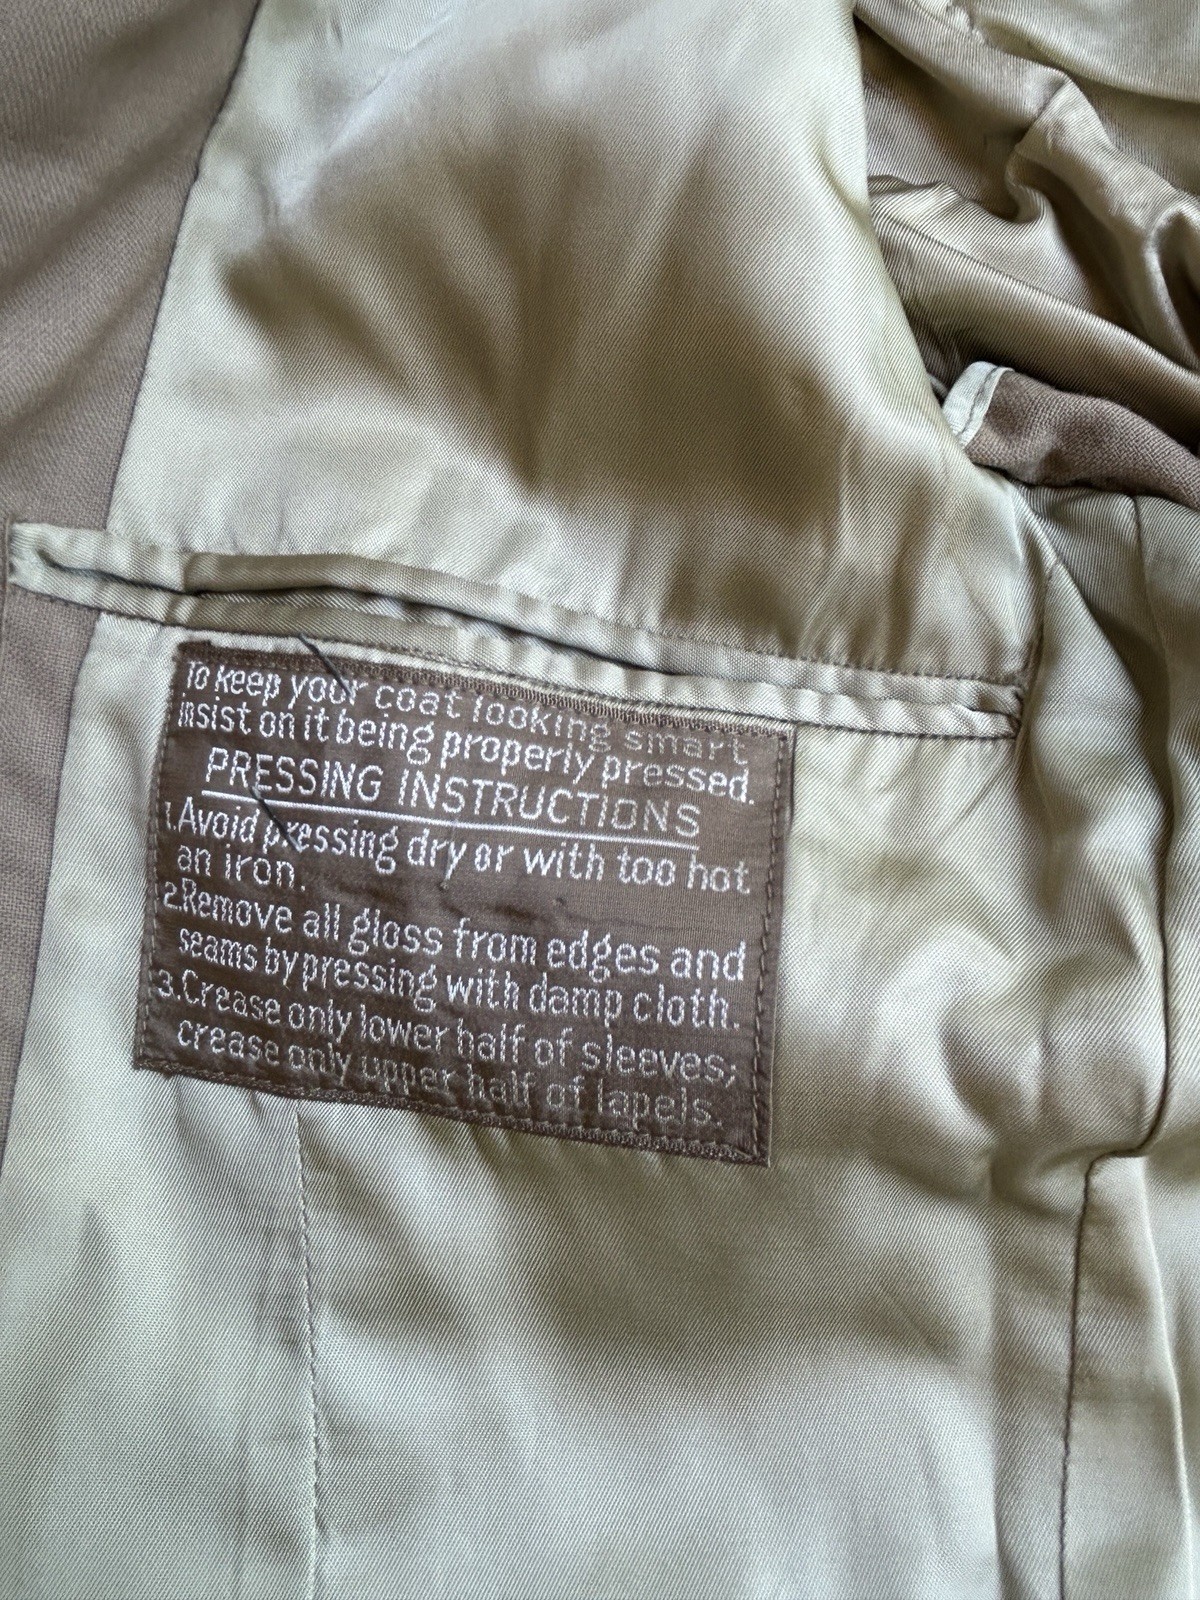 To keep your coat looking smart
insist on it being properly pressed.
PRESSING INSTRUCTIONS
1.Avoid pressing dry or with too hot
an iron.
2.Remove all gloss from edges and
seams by pressing with damp cloth.
3.Crease only lower half of sleeves;
crease only upper half of lapels.